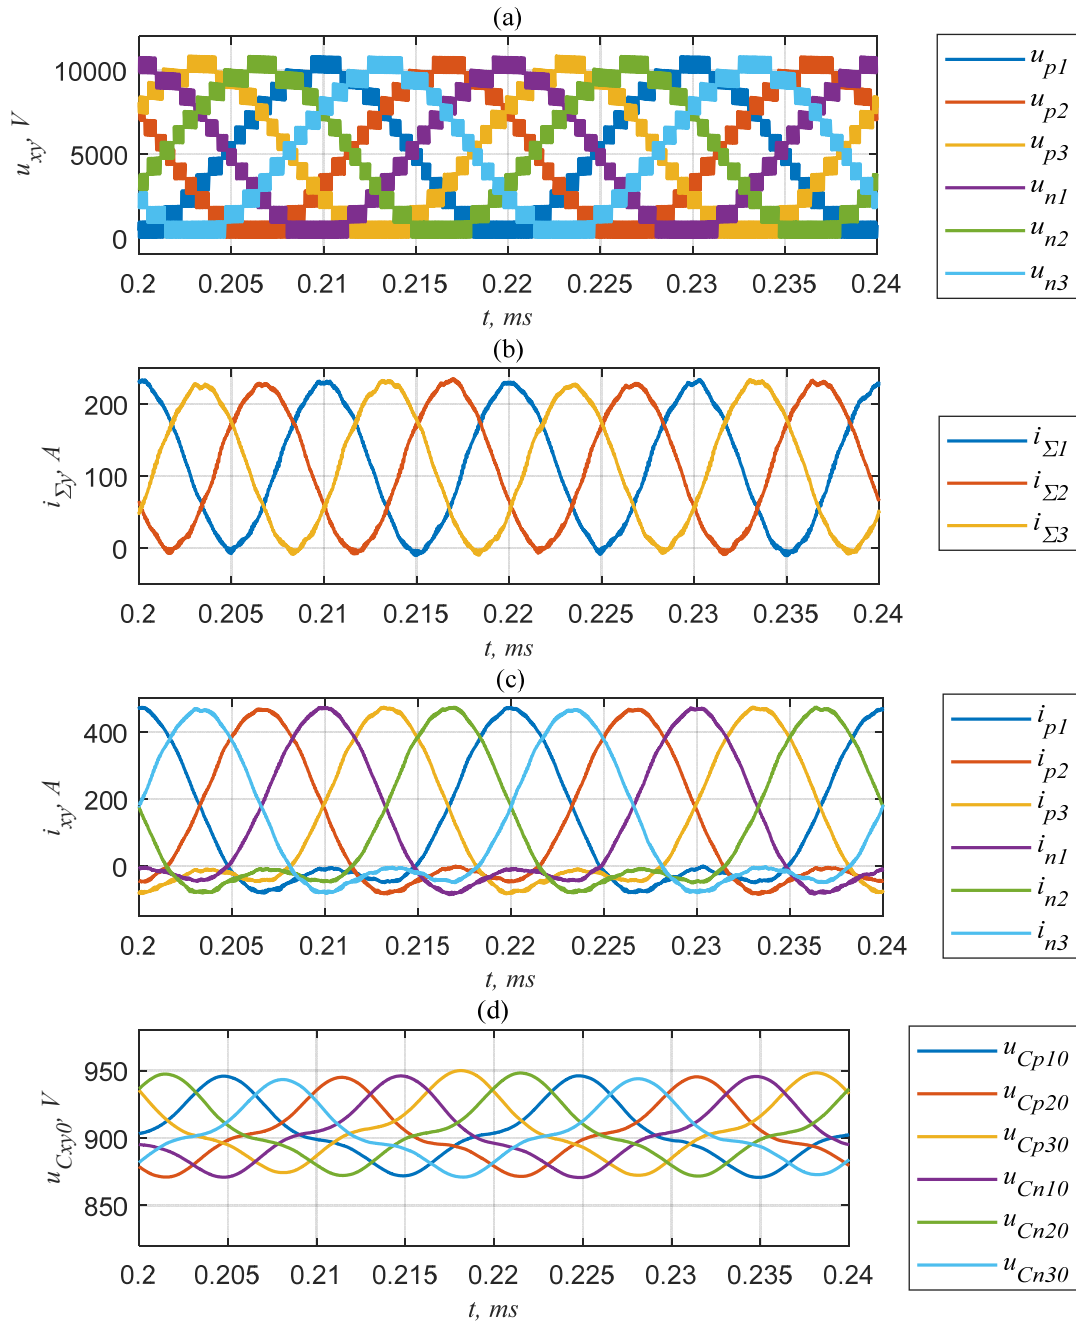 (a)
10000
5000
0
u_xy, V
0.2 0.205 0.21 0.215 0.22 0.225 0.23 0.235 0.24
t, ms
u_p1
u_p2
u_p3
u_n1
u_n2
u_n3
(b)
200
100
0
i_Σy, A
0.2 0.205 0.21 0.215 0.22 0.225 0.23 0.235 0.24
t, ms
i_Σ1
i_Σ2
i_Σ3
(c)
400
200
0
i_xy, A
0.2 0.205 0.21 0.215 0.22 0.225 0.23 0.235 0.24
t, ms
i_p1
i_p2
i_p3
i_n1
i_n2
i_n3
(d)
950
900
850
u_Cxy0, V
0.2 0.205 0.21 0.215 0.22 0.225 0.23 0.235 0.24
t, ms
u_Cp10
u_Cp20
u_Cp30
u_Cn10
u_Cn20
u_Cn30